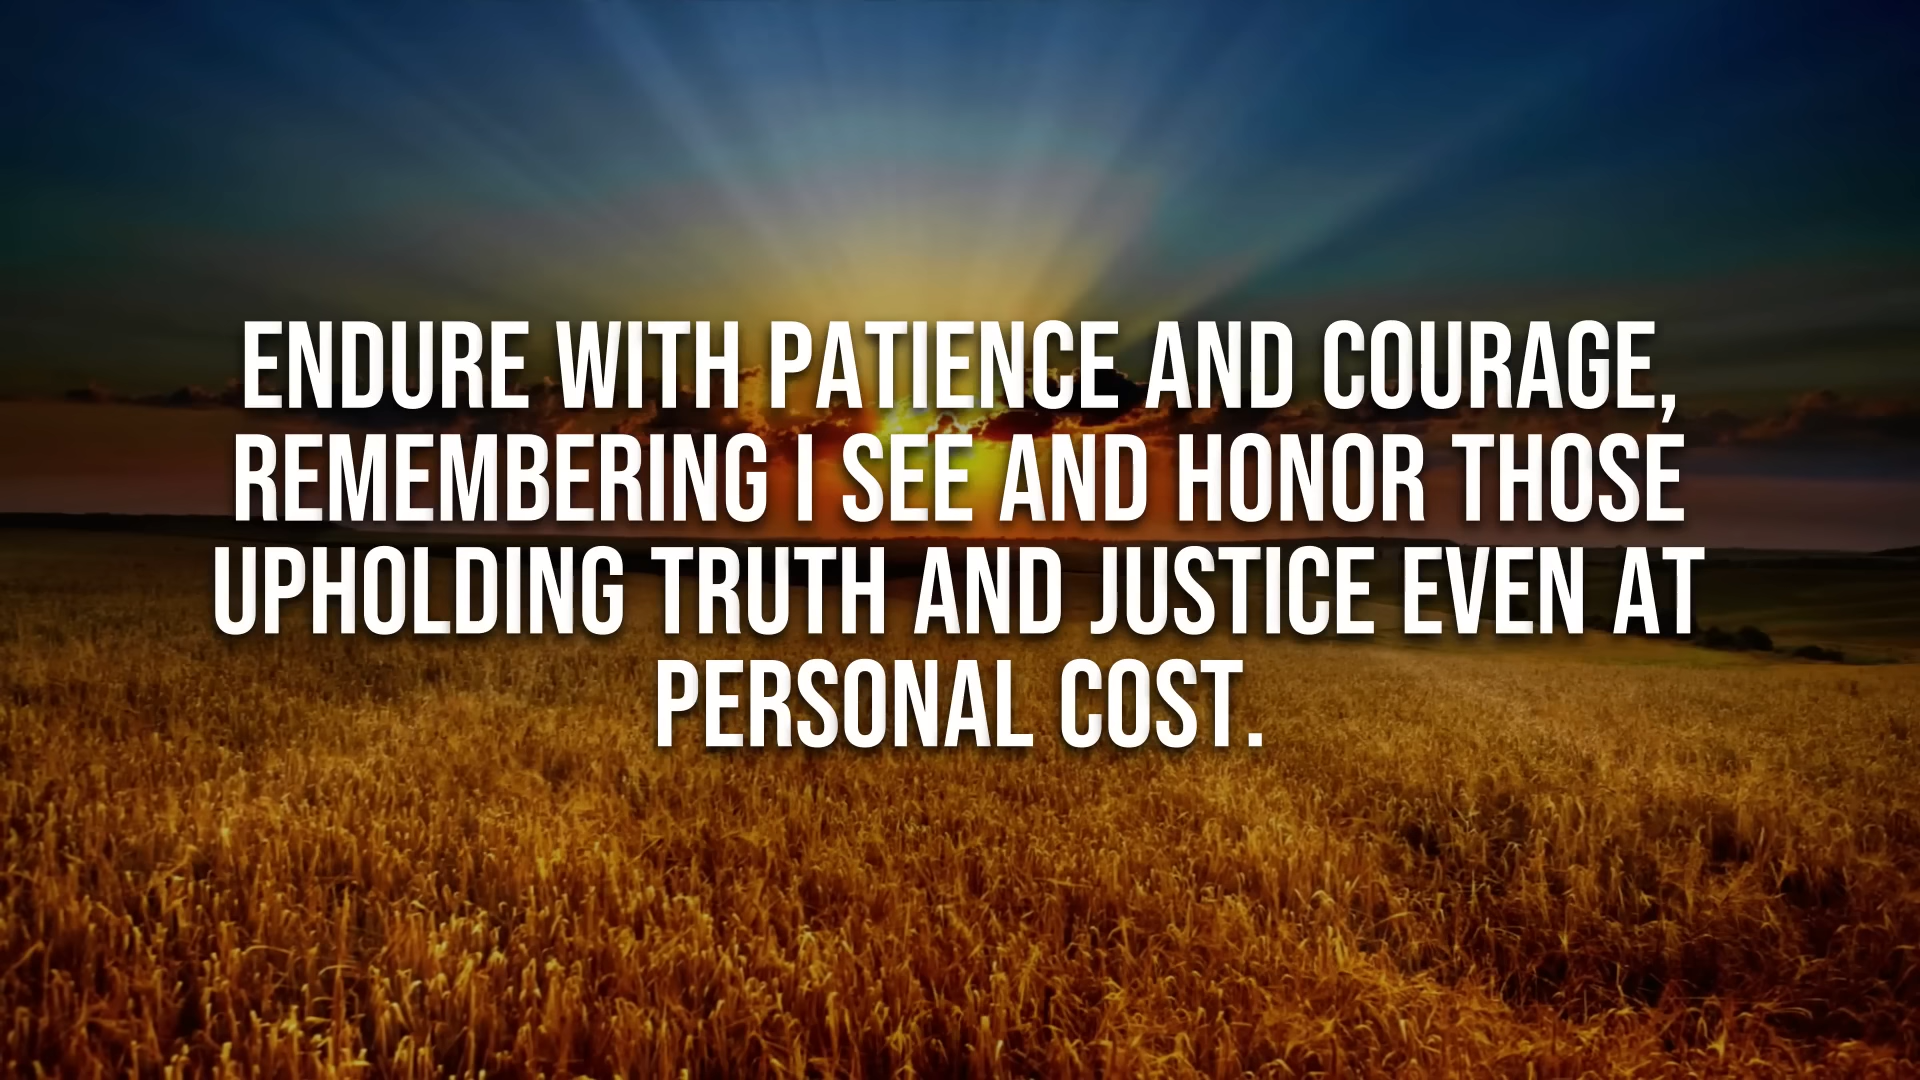 ENDURE WITH PATIENCE AND COURAGE,
REMEMBERING I SEE AND HONOR THOSE
UPHOLDING TRUTH AND JUSTICE EVEN AT
PERSONAL COST.